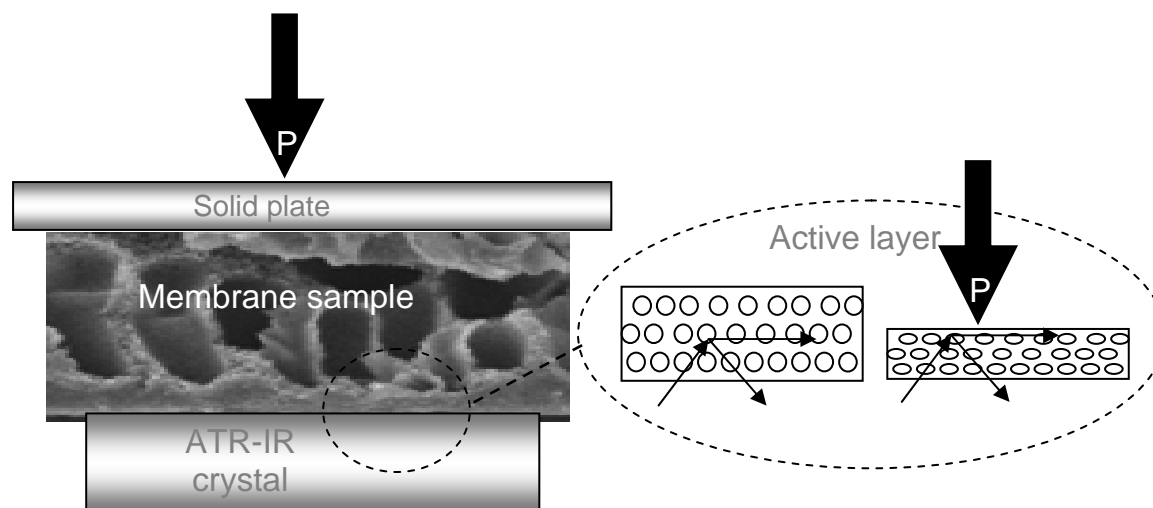 P
Solid plate
Membrane sample
ATR-IR
crystal
Active layer
P